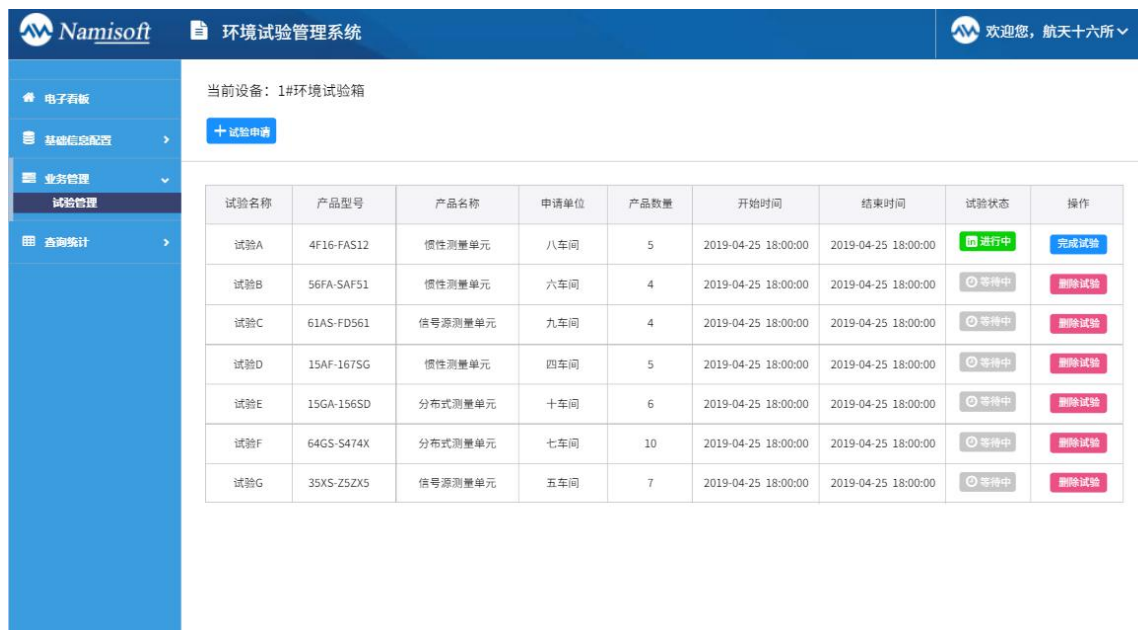 Namisoft 环境试验管理系统 欢迎您，航天十六所
电子看板
基础信息配置
业务管理
试验管理
查询统计
当前设备：1#环境试验箱
试验申请
试验名称 产品型号 产品名称 申请单位 产品数量 开始时间 结束时间 试验状态 操作
试验A 4F16-FAS12 惯性测量单元 八车间 5 2019-04-25 18:00:00 2019-04-25 18:00:00 进行中 完成试验
试验B 56FA-SAF51 惯性测量单元 六车间 4 2019-04-25 18:00:00 2019-04-25 18:00:00 等待中 删除试验
试验C 61AS-FD561 信号源测量单元 九车间 4 2019-04-25 18:00:00 2019-04-25 18:00:00 等待中 删除试验
试验D 15AF-167SG 惯性测量单元 四车间 5 2019-04-25 18:00:00 2019-04-25 18:00:00 等待中 删除试验
试验E 15GA-156SD 分布式测量单元 十车间 6 2019-04-25 18:00:00 2019-04-25 18:00:00 等待中 删除试验
试验F 64GS-S474X 分布式测量单元 七车间 10 2019-04-25 18:00:00 2019-04-25 18:00:00 等待中 删除试验
试验G 35XS-Z5ZX5 信号源测量单元 五车间 7 2019-04-25 18:00:00 2019-04-25 18:00:00 等待中 删除试验